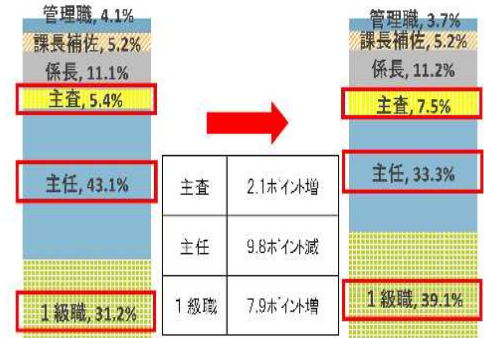 管理職, 4.1%
課長補佐, 5.2%
係長, 11.1%
主査, 5.4%
主任, 43.1%
1級職, 31.2%
主査 2.1ポイント増
主任 9.8ポイント減
1級職 7.9ポイント増
管理職, 3.7%
課長補佐, 5.2%
係長, 11.2%
主査, 7.5%
主任, 33.3%
1級職, 39.1%